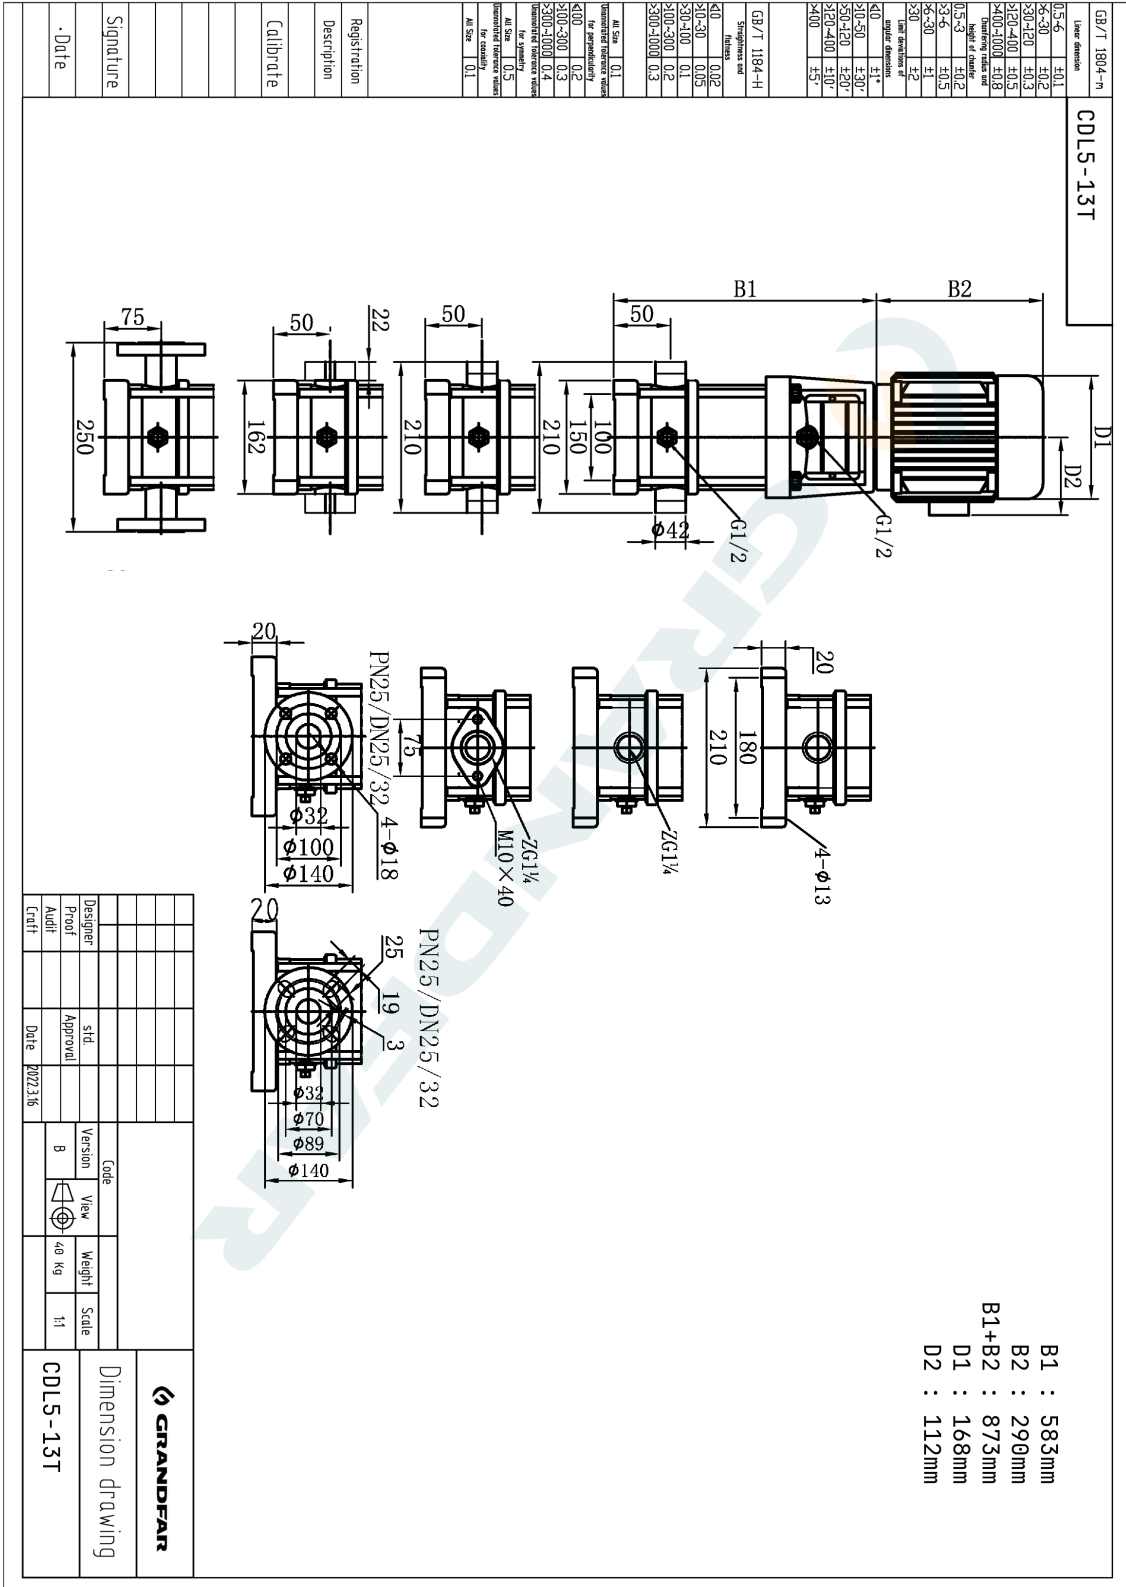 GB/T 1804-m
Linear dimension
0.5~6 ±0.1
>6~30 ±0.2
>30~120 ±0.3
>120~400 ±0.5
>400~1000 ±0.8
Chamfering radius and
height of chamfer
0.5~3 ±0.2
>3~6 ±0.5
>6~30 ±1
>30 ±2
Limit deviations of
angular dimensions
≤10 ±1°
>10~50 ±30'
>50~120 ±20'
>120~400 ±10'
>400 ±5'
GB/T 1184-H
Straightness and
flatness
≤10 0.02
>10~30 0.05
>30~100 0.1
>100~300 0.2
>300~1000 0.3
All Size 0.1
Unannotated tolerance values
for perpendicularity
≤100 0.2
>100~300 0.3
>300~1000 0.4
Unannotated tolerance values
for symmetry
All Size 0.5
Unannotated tolerance values
for coaxiality
All Size 0.1
Registration
Description
Calibrate
Signature
·Date
CDL5-13T
D1
D2
B2
B1
50
G1/2
G1/2
100
150
210
ϕ42
50
210
22
50
162
75
250
20
4-ϕ13
180
210
ZG1¼
ZG1¼
M10×40
75
PN25/DN25/32
4-ϕ18
20
ϕ32
ϕ100
ϕ140
PN25/DN25/32
25
19
3
20
ϕ32
ϕ70
ϕ89
ϕ140
B1 : 583mm
B2 : 290mm
B1+B2 : 873mm
D1 : 168mm
D2 : 112mm
GRANDFAR
Designer
Proof
Audit
Craft
std.
Approval
Date 2022.3.16
Code
Version View Weight Scale
B 40 Kg 1:1
GRANDFAR
Dimension drawing
CDL5-13T